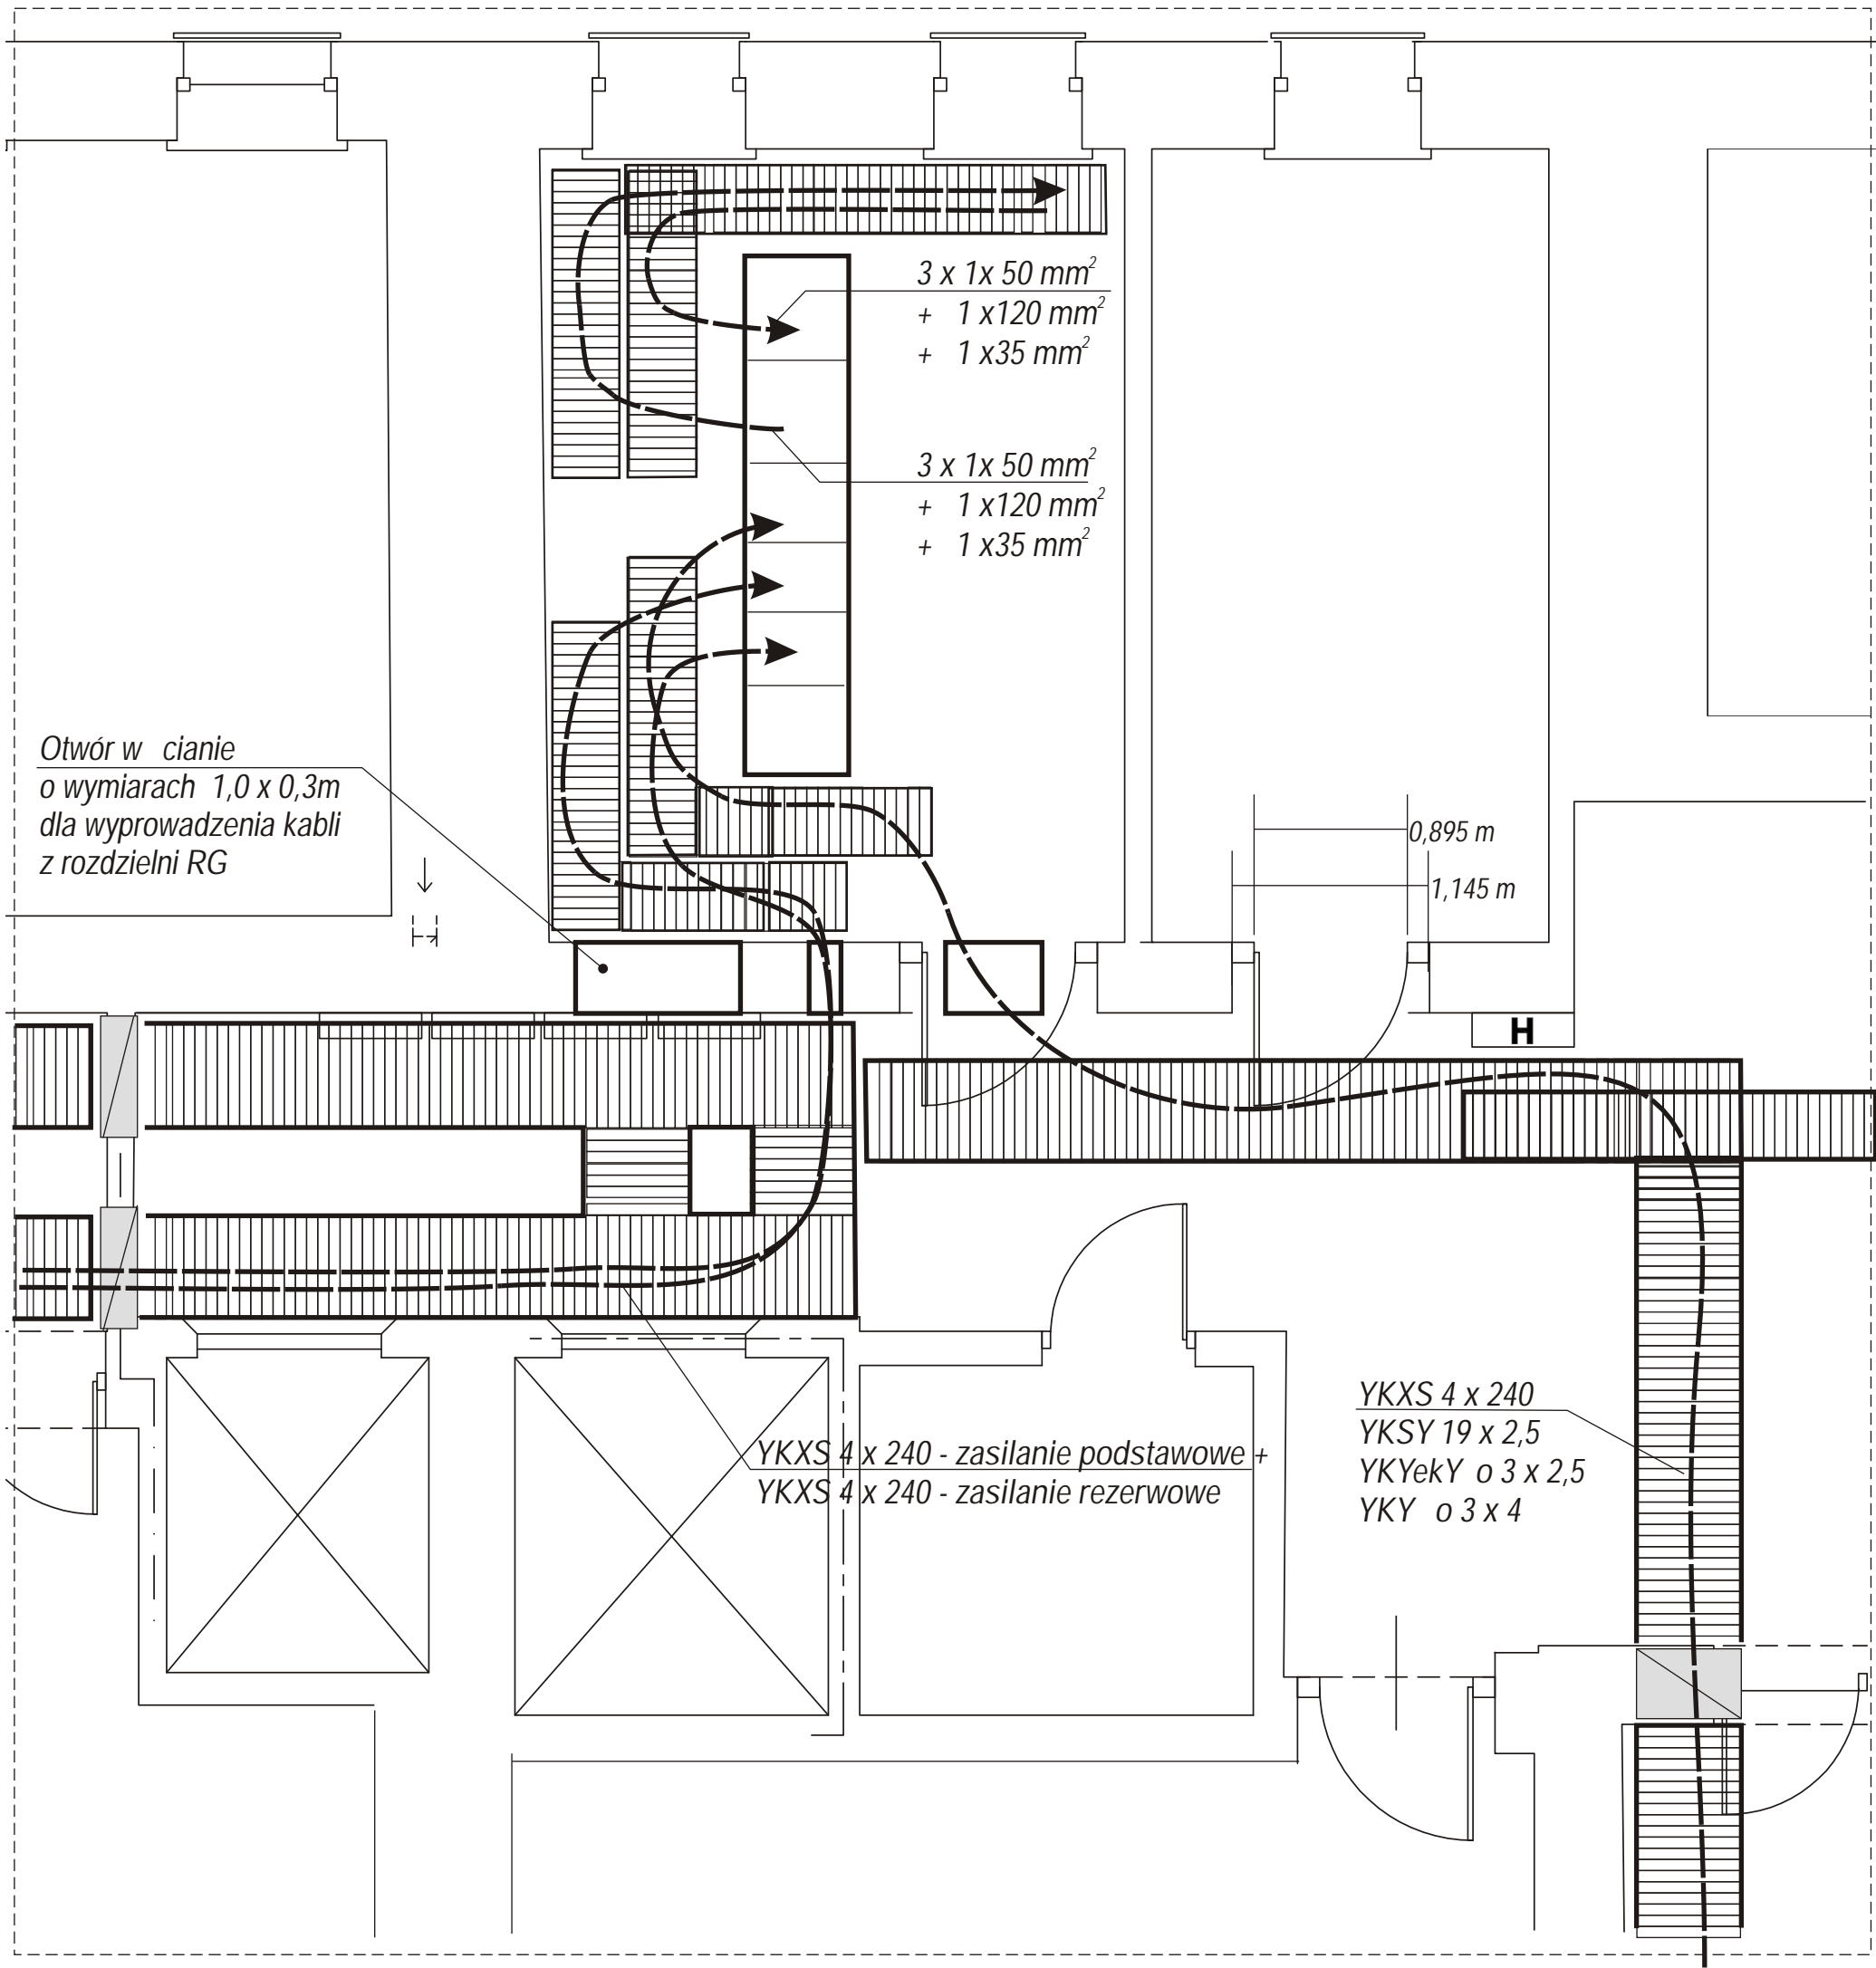 3 x 1x 50 mm²
+ 1 x120 mm²
+ 1 x35 mm²
3 x 1x 50 mm²
+ 1 x120 mm²
+ 1 x35 mm²
Otwór w cianie
o wymiarach 1,0 x 0,3m
dla wyprowadzenia kabli
z rozdzielni RG
0,895 m
1,145 m
H
YKXS 4 x 240
YKSY 19 x 2,5
YKYekY o 3 x 2,5
YKY o 3 x 4
YKXS 4 x 240 - zasilanie podstawowe +
YKXS 4 x 240 - zasilanie rezerwowe